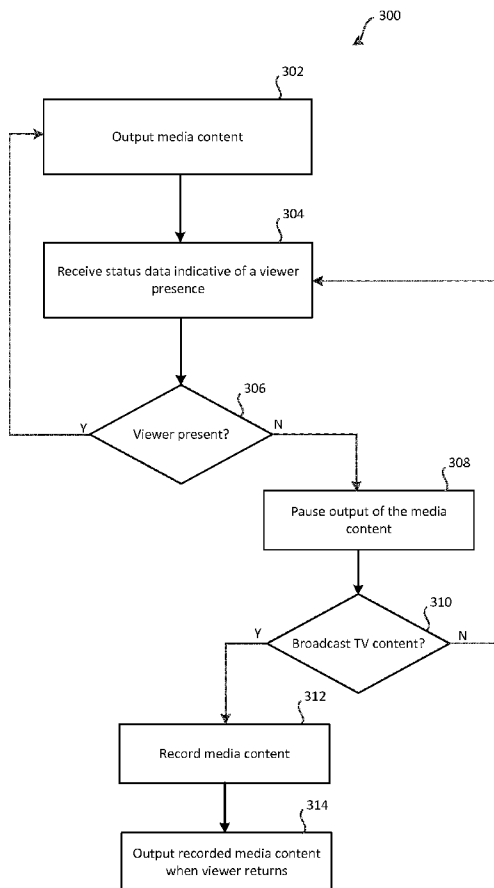 300
302
Output media content
304
Receive status data indicative of a viewer
presence
306
Y
Viewer present?
N
308
Pause output of the media
content
310
Y
Broadcast TV content?
N
312
Record media content
314
Output recorded media content
when viewer returns